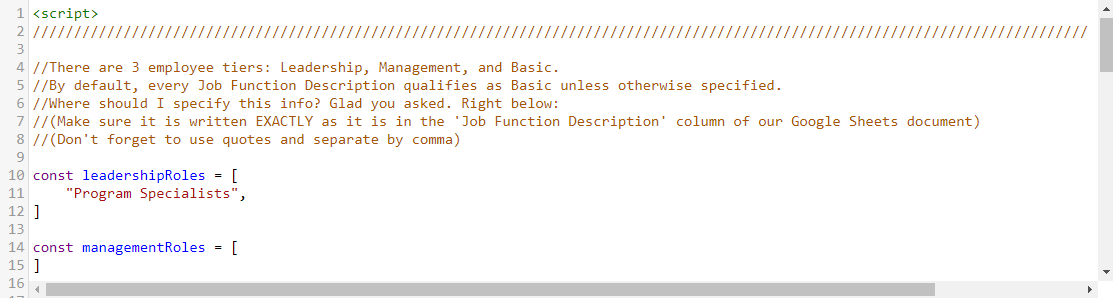 1 <script>
2 ////////////////////////////////////////////////////////////////////////////////////////////////////////////////////////////////
3
4 //There are 3 employee tiers: Leadership, Management, and Basic.
5 //By default, every Job Function Description qualifies as Basic unless otherwise specified.
6 //Where should I specify this info? Glad you asked. Right below:
7 //(Make sure it is written EXACTLY as it is in the 'Job Function Description' column of our Google Sheets document)
8 //(Don't forget to use quotes and separate by comma)
9
10 const leadershipRoles = [
11     "Program Specialists",
12 ]
13
14 const managementRoles = [
15 ]
16